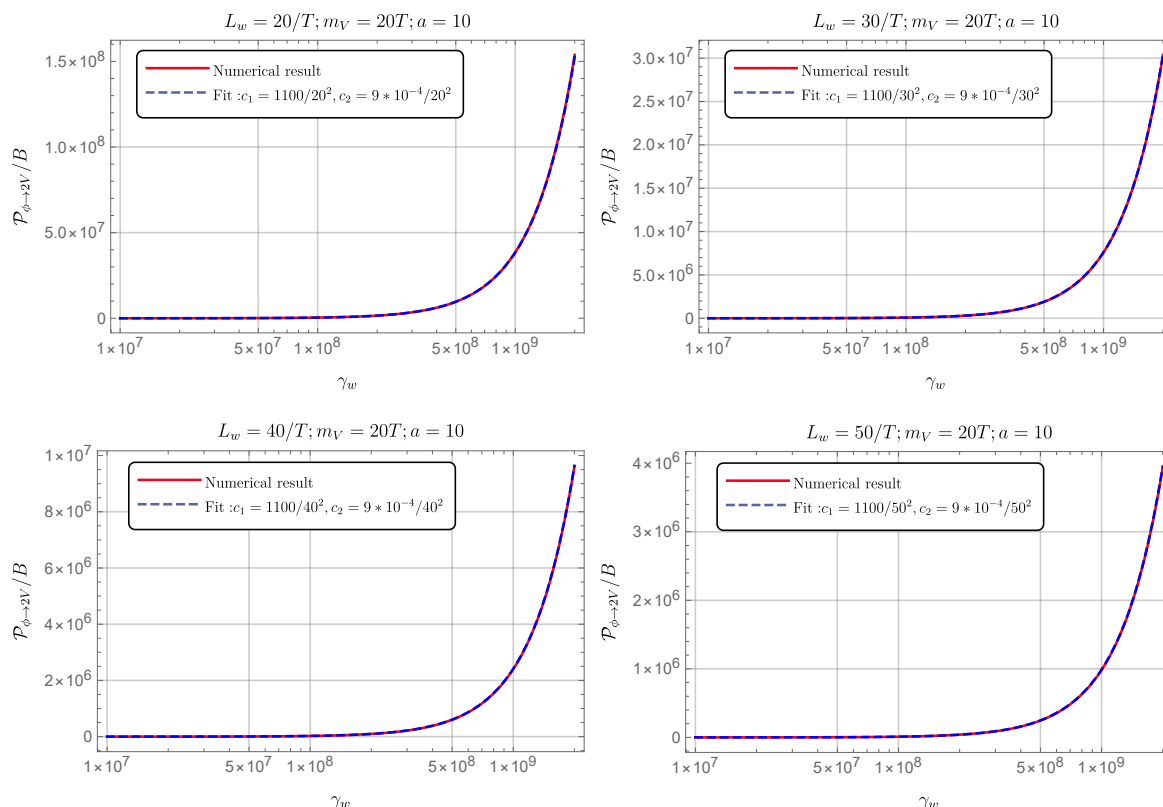 L_w = 20/T; m_V = 20T; a = 10
Numerical result
Fit :c_1 = 1100/20^2, c_2 = 9 * 10^{-4}/20^2
1.5×10^8
1.0×10^8
5.0×10^7
0
P_{ϕ→2V}/B
1×10^7 5×10^7 1×10^8 5×10^8 1×10^9
γ_w
L_w = 30/T; m_V = 20T; a = 10
Numerical result
Fit :c_1 = 1100/30^2, c_2 = 9 * 10^{-4}/30^2
3.0×10^7
2.5×10^7
2.0×10^7
1.5×10^7
1.0×10^7
5.0×10^6
0
P_{ϕ→2V}/B
1×10^7 5×10^7 1×10^8 5×10^8 1×10^9
γ_w
L_w = 40/T; m_V = 20T; a = 10
Numerical result
Fit :c_1 = 1100/40^2, c_2 = 9 * 10^{-4}/40^2
1×10^7
8×10^6
6×10^6
4×10^6
2×10^6
0
P_{ϕ→2V}/B
1×10^7 5×10^7 1×10^8 5×10^8 1×10^9
γ_w
L_w = 50/T; m_V = 20T; a = 10
Numerical result
Fit :c_1 = 1100/50^2, c_2 = 9 * 10^{-4}/50^2
4×10^6
3×10^6
2×10^6
1×10^6
0
P_{ϕ→2V}/B
1×10^7 5×10^7 1×10^8 5×10^8 1×10^9
γ_w